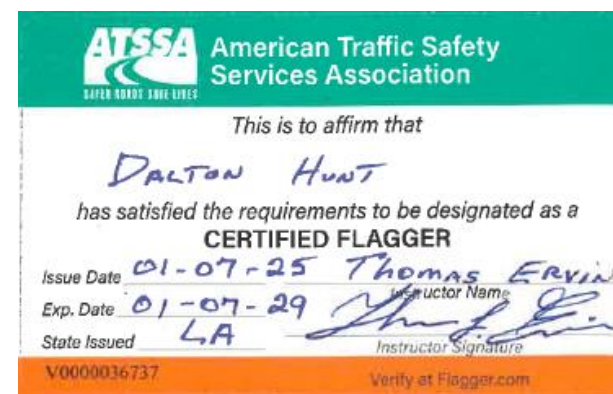 ATSSA
SAFER ROADS SAVE LIVES
American Traffic Safety
Services Association
This is to affirm that
DALTON HUNT
has satisfied the requirements to be designated as a
CERTIFIED FLAGGER
Issue Date 01-07-25 THOMAS ERVIN
Instructor Name
Exp. Date 01-07-29
State Issued LA
Instructor Signature
V0000036737
Verify at Flagger.com